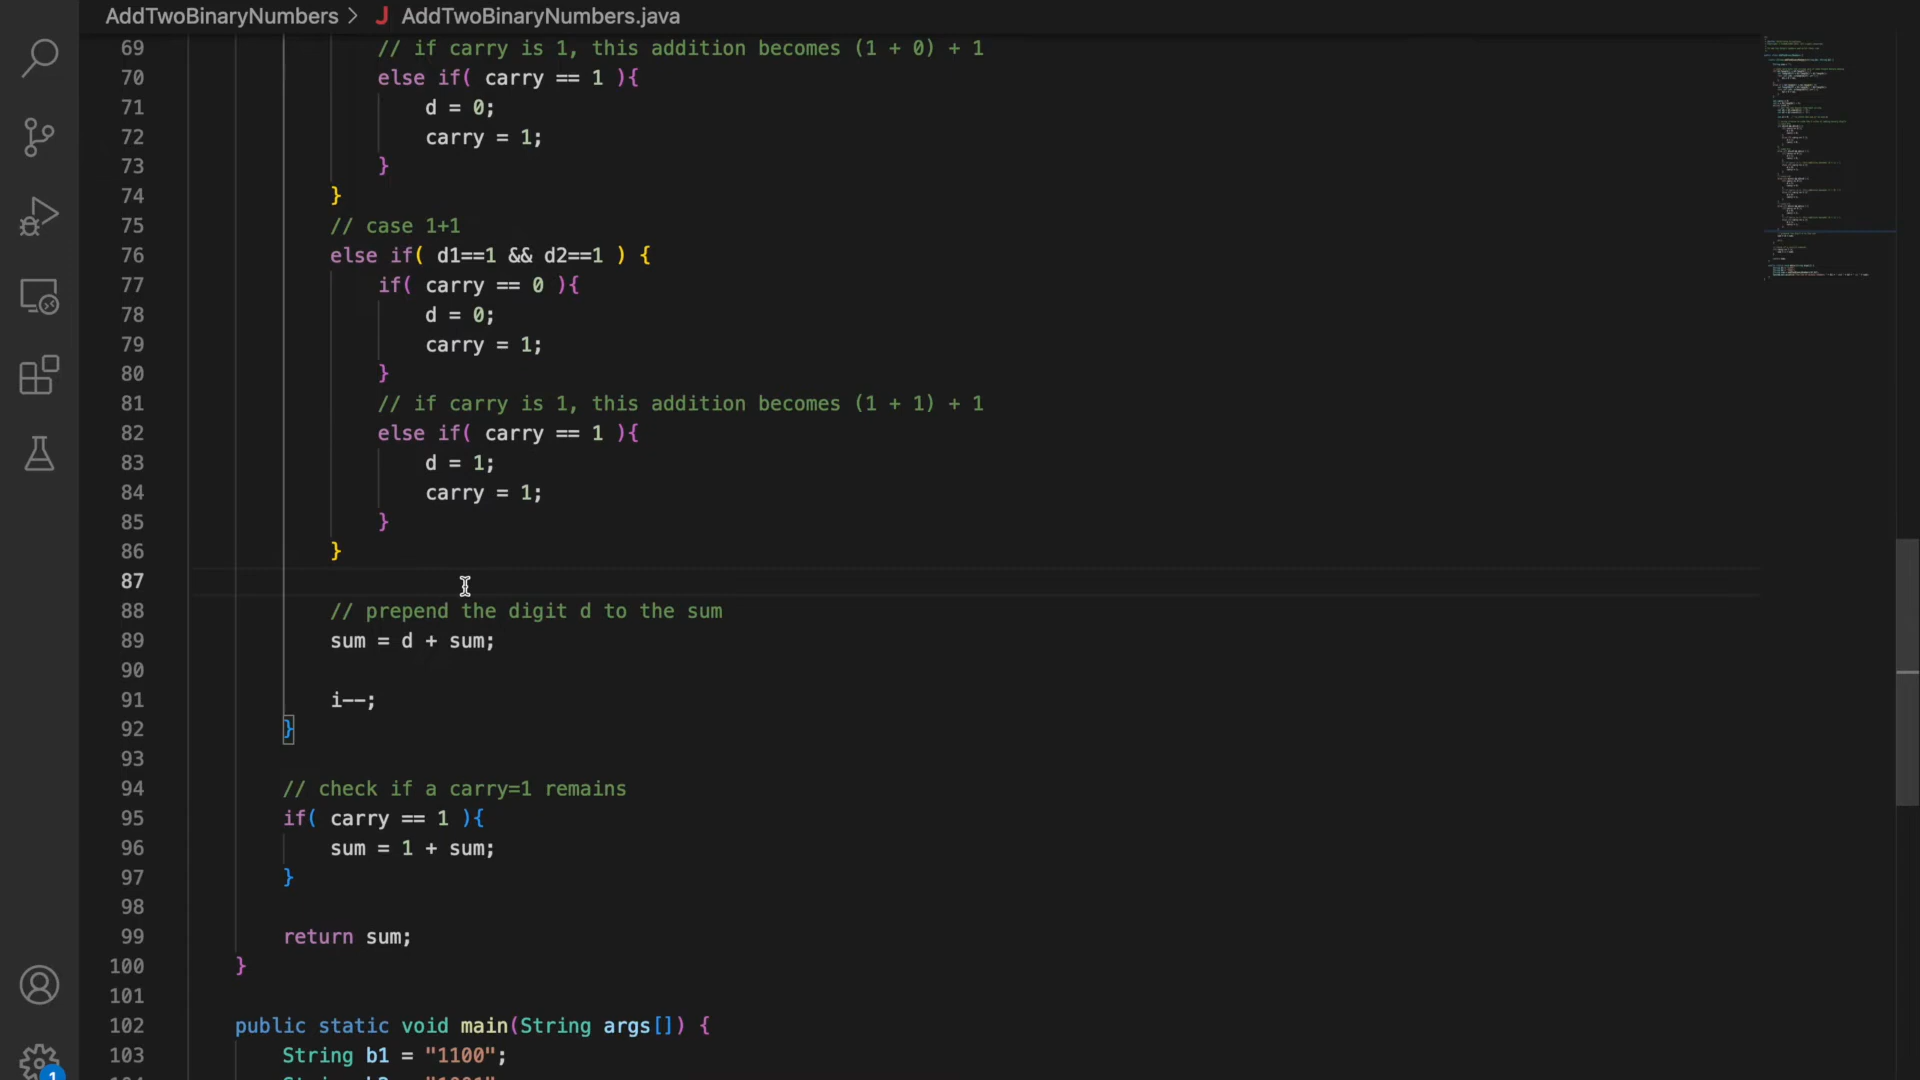 AddTwoBinaryNumbers > J AddTwoBinaryNumbers.java
69 // if carry is 1, this addition becomes (1 + 0) + 1
70 else if( carry == 1 ){
71 d = 0;
72 carry = 1;
73 }
74 }
75 // case 1+1
76 else if( d1==1 && d2==1 ) {
77 if( carry == 0 ){
78 d = 0;
79 carry = 1;
80 }
81 // if carry is 1, this addition becomes (1 + 1) + 1
82 else if( carry == 1 ){
83 d = 1;
84 carry = 1;
85 }
86 }
87
88 // prepend the digit d to the sum
89 sum = d + sum;
90
91 i--;
92 }
93
94 // check if a carry=1 remains
95 if( carry == 1 ){
96 sum = 1 + sum;
97 }
98
99 return sum;
100 }
101
102 public static void main(String args[]) {
103 String b1 = "1100";
1